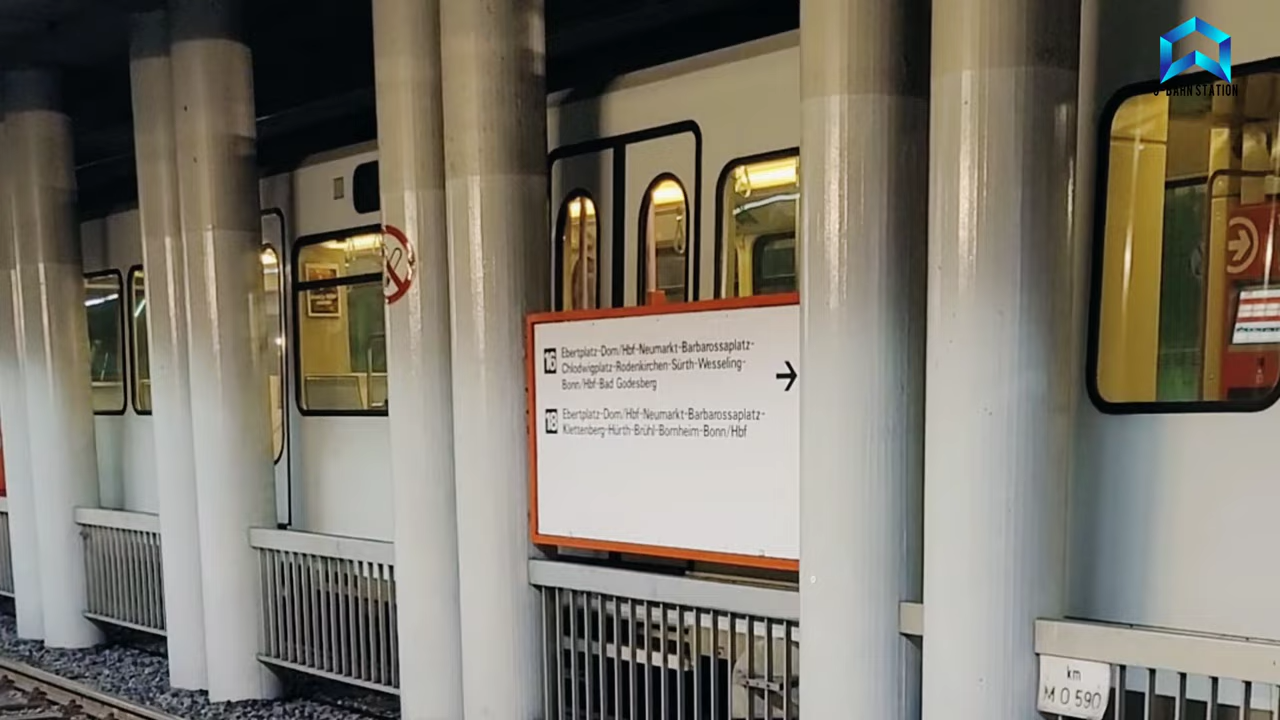 U-BAHN STATION
16 Ebertplatz-Dom/Hbf-Neumarkt-Barbarossaplatz-
Chlodwigplatz-Rodenkirchen-Sürth-Wesseling-
Bonn/Hbf-Bad Godesberg
→
18 Ebertplatz-Dom/Hbf-Neumarkt-Barbarossaplatz-
Klettenberg-Hürth-Brühl-Bornheim-Bonn/Hbf
km
M 0 590